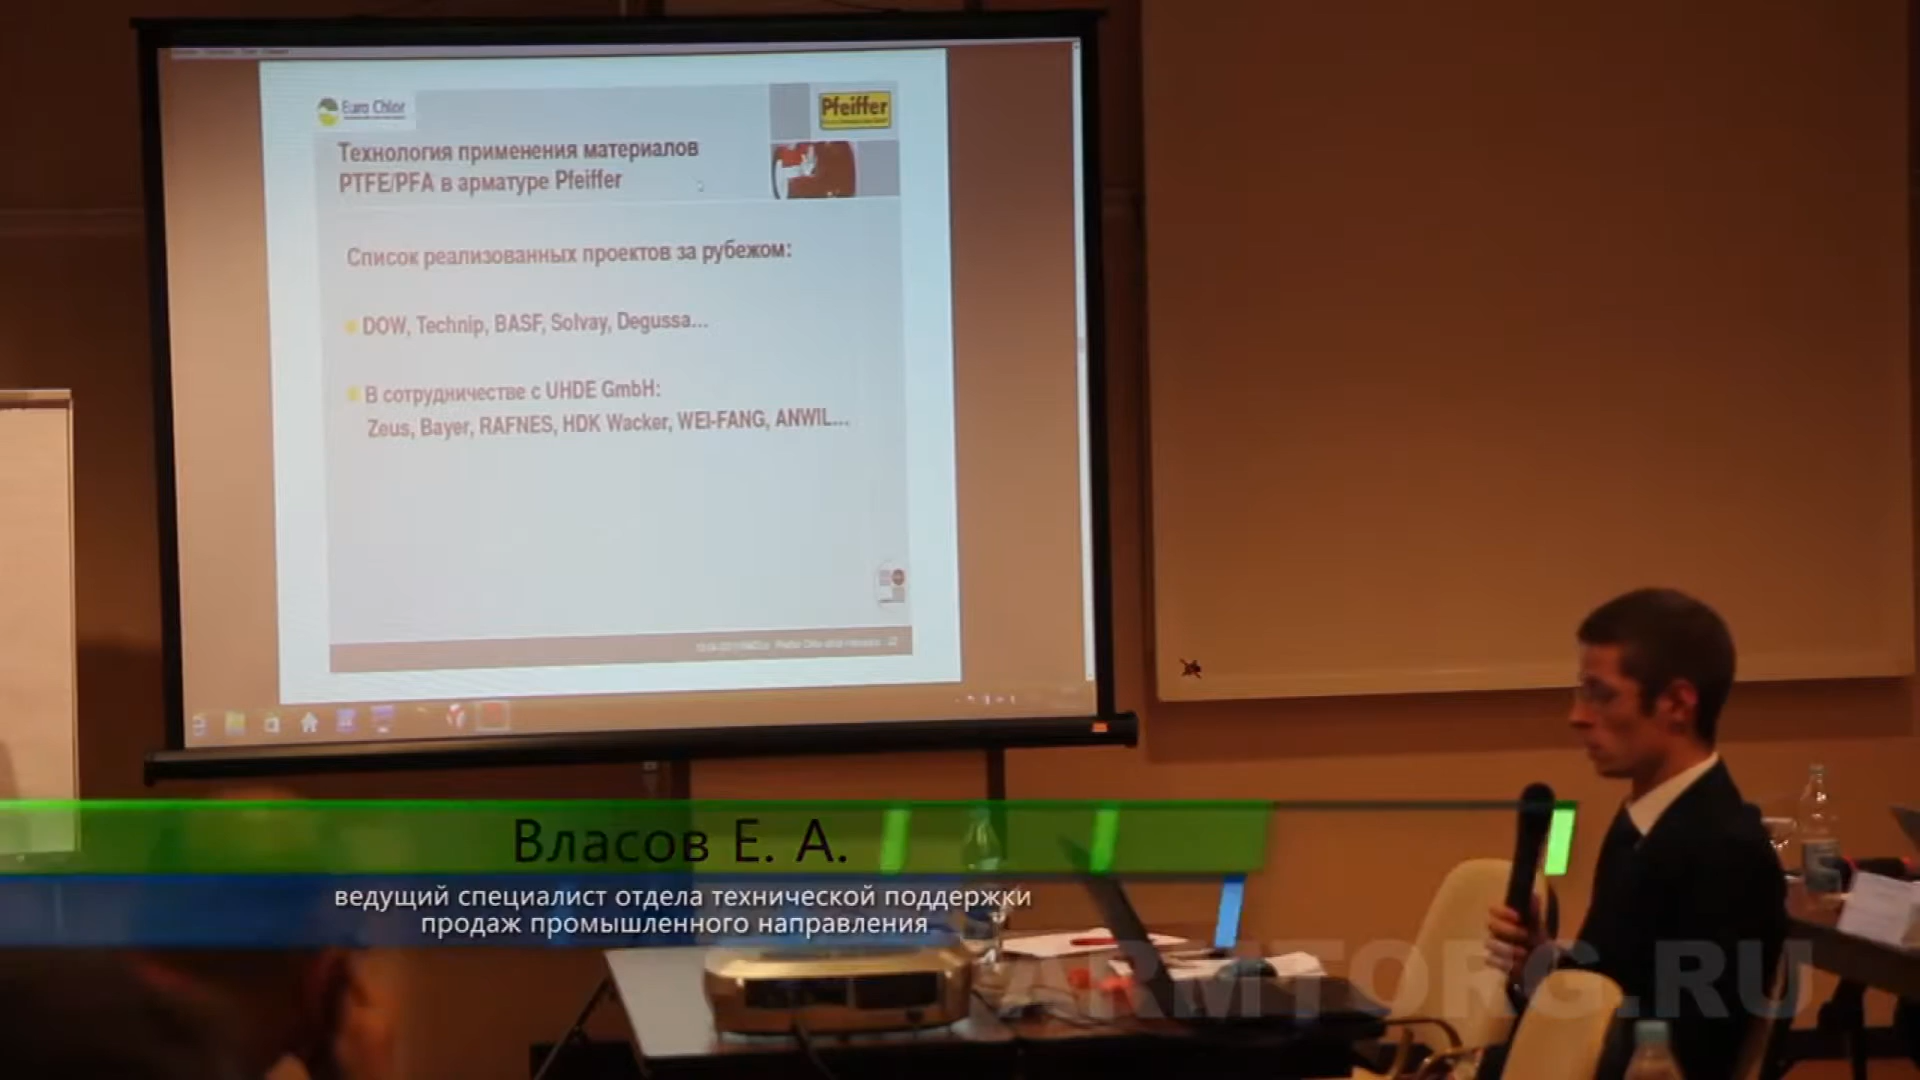 Euro Chlor
Pfeiffer
Технология применения материалов
PTFE/PFA в арматуре Pfeiffer
Список реализованных проектов за рубежом:
DOW, Technip, BASF, Solvay, Degussa...
В сотрудничестве с UHDE GmbH:
Zeus, Bayer, RAFNES, HDK Wacker, WEI-FANG, ANWIL...
Власов Е. А.
ведущий специалист отдела технической поддержки
продаж промышленного направления
ARMTORG.RU